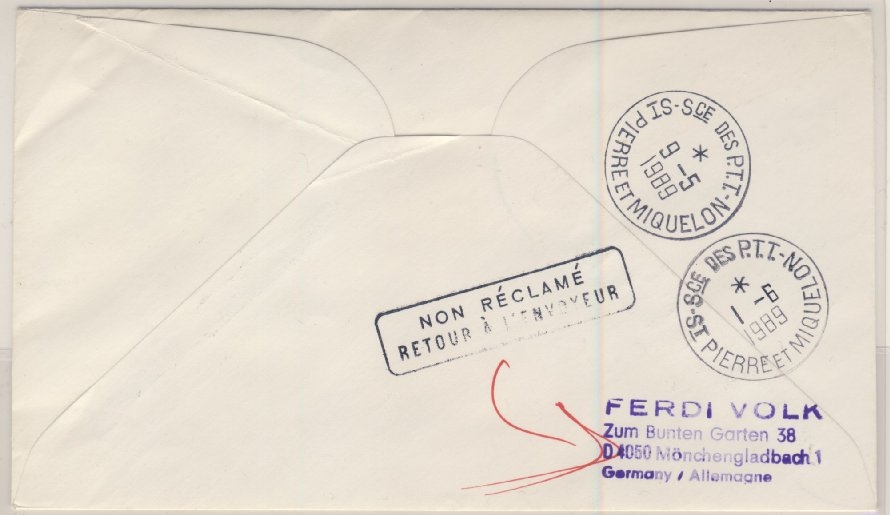 ST PIERRE ET MIQUELON - SCE DES P.T.T.
*
9-5
1989
ST PIERRE ET MIQUELON - SCE DES P.T.T.
*
1-6
1989
NON RÉCLAMÉ
RETOUR À L'ENVOYEUR
FERDI VOLK
Zum Bunten Garten 38
D 4050 Mönchengladbach 1
Germany / Allemagne